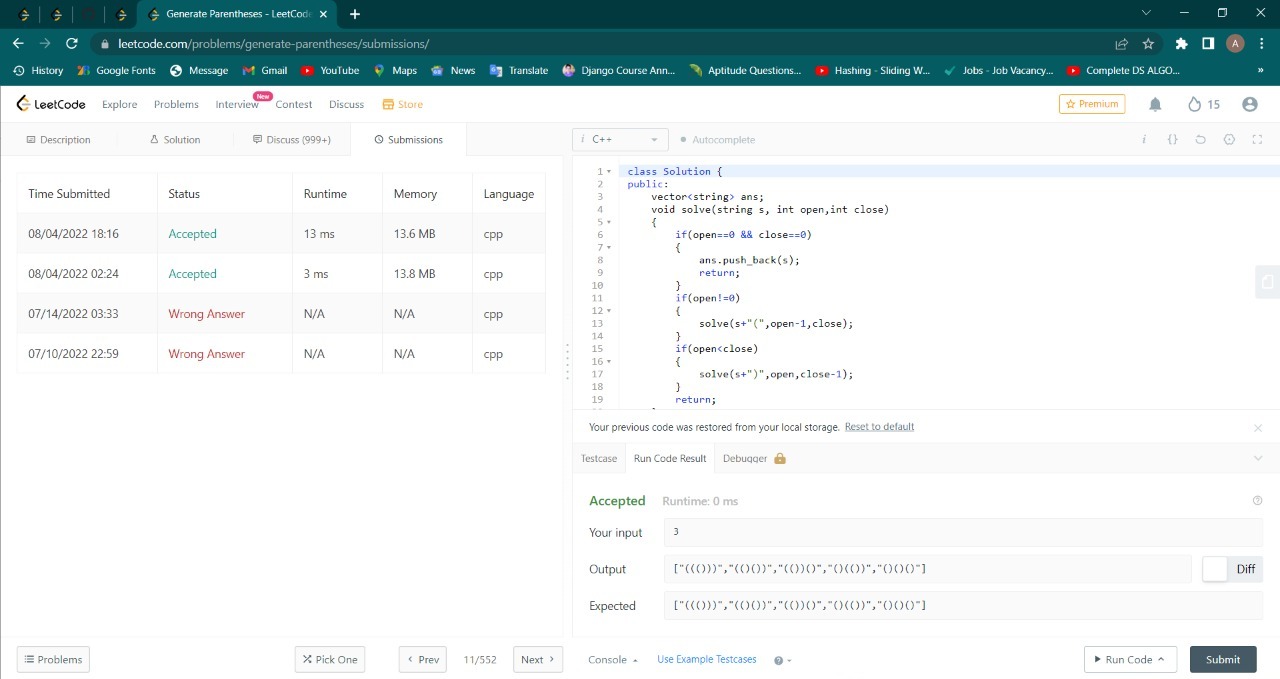 Generate Parentheses - LeetCode
leetcode.com/problems/generate-parentheses/submissions/
A
History Google Fonts Message Gmail YouTube Maps News Translate Django Course Ann... Aptitude Questions... Hashing - Sliding W... Jobs - Job Vacancy,... Complete DS ALGO... »
LeetCode Explore Problems Interview New Contest Discuss Store Premium 15
Description Solution Discuss (999+) Submissions
i C++ Autocomplete i {}
Time Submitted Status Runtime Memory Language
08/04/2022 18:16 Accepted 13 ms 13.6 MB cpp
08/04/2022 02:24 Accepted 3 ms 13.8 MB cpp
07/14/2022 03:33 Wrong Answer N/A N/A cpp
07/10/2022 22:59 Wrong Answer N/A N/A cpp
1 class Solution {
2 public:
3 vector<string> ans;
4 void solve(string s, int open,int close)
5 {
6 if(open==0 && close==0)
7 {
8 ans.push_back(s);
9 return;
10 }
11 if(open!=0)
12 {
13 solve(s+"(",open-1,close);
14 }
15 if(open<close)
16 {
17 solve(s+")",open,close-1);
18 }
19 return;
Your previous code was restored from your local storage. Reset to default
Testcase Run Code Result Debugger
Accepted Runtime: 0 ms
Your input 3
Output ["((()))","(()())","(())()","()(())","()()()"] Diff
Expected ["((()))","(()())","(())()","()(())","()()()"]
Problems Pick One Prev 11/552 Next Console Use Example Testcases Run Code Submit